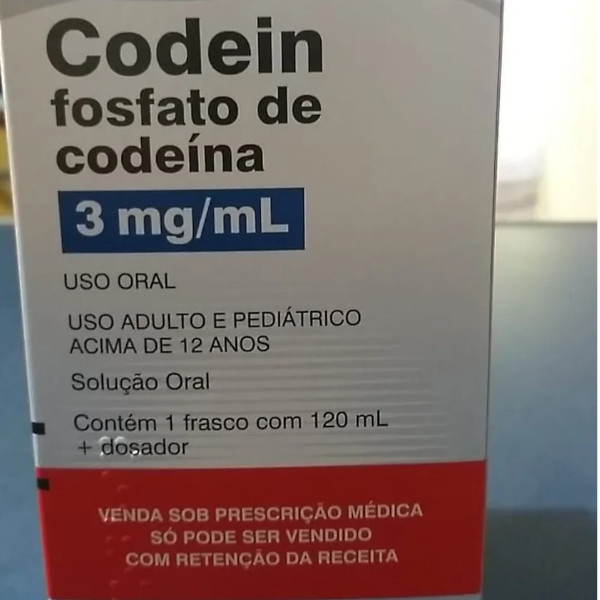 Codein
fosfato de
codeína
3 mg/mL
USO ORAL
USO ADULTO E PEDIÁTRICO
ACIMA DE 12 ANOS
Solução Oral
Contém 1 frasco com 120 mL
+ dosador
VENDA SOB PRESCRIÇÃO MÉDICA
SÓ PODE SER VENDIDO
COM RETENÇÃO DA RECEITA